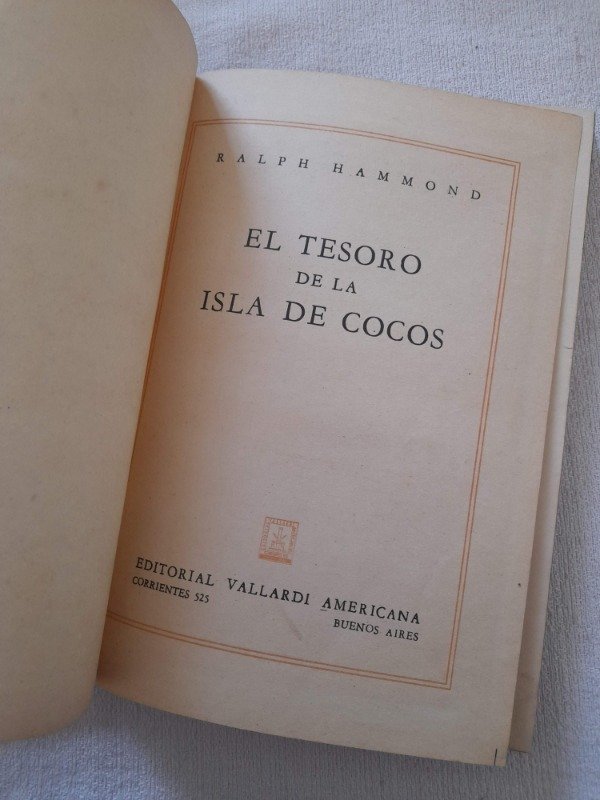 RALPH HAMMOND
EL TESORO
DE LA
ISLA DE COCOS
EDITORIAL VALLARDI AMERICANA
CORRIENTES 525
BUENOS AIRES